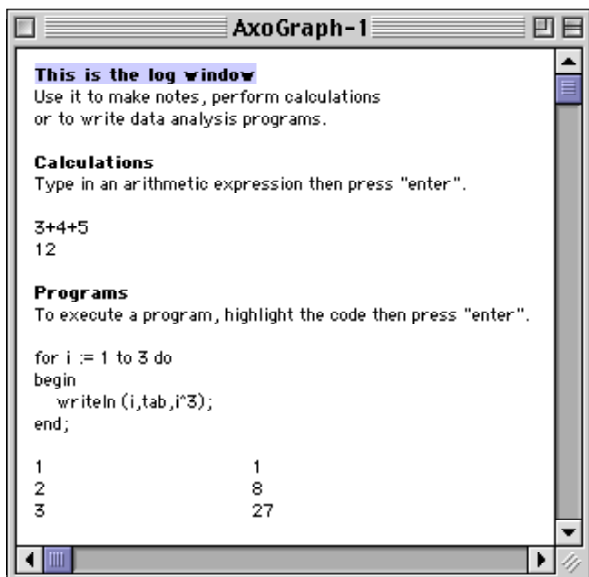 AxoGraph-1
This is the log window
Use it to make notes, perform calculations
or to write data analysis programs.
Calculations
Type in an arithmetic expression then press "enter".
3+4+5
12
Programs
To execute a program, highlight the code then press "enter".
for i := 1 to 3 do
begin
writeln (i,tab,i^3);
end;
1 1
2 8
3 27